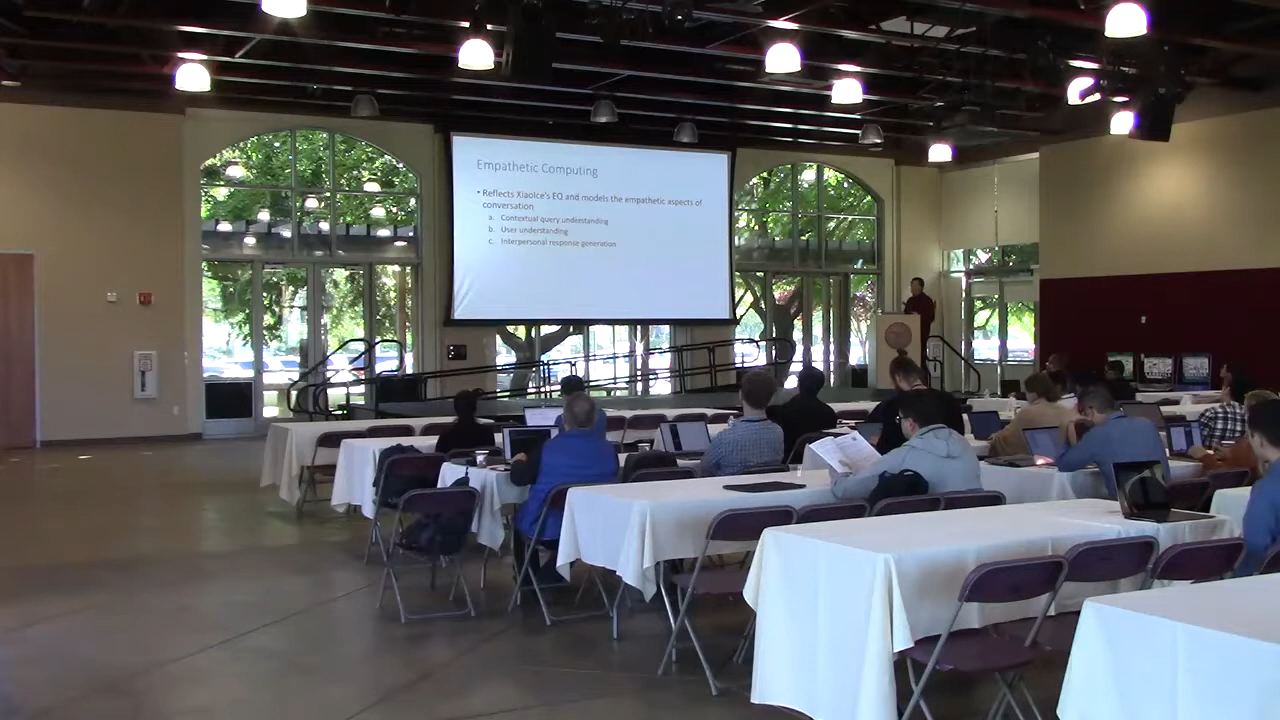 Empathetic Computing
• Reflects XiaoIce's EQ and models the empathetic aspects of
conversation
a. Contextual query understanding
b. User understanding
c. Interpersonal response generation